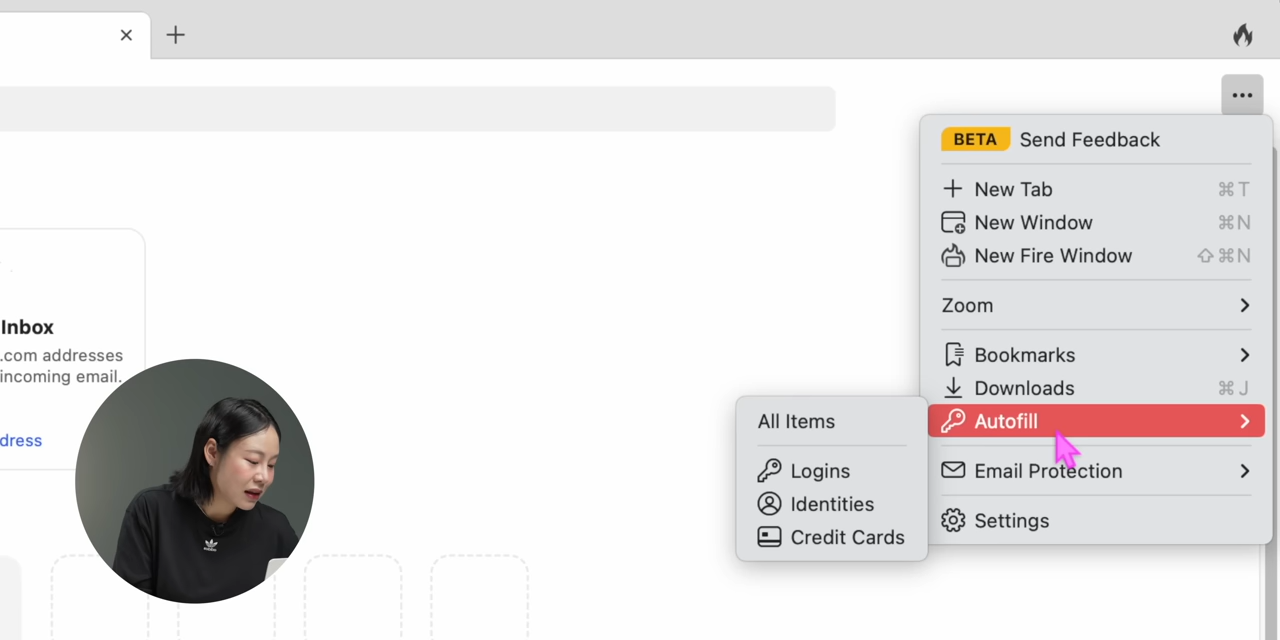 BETA Send Feedback
New Tab ⌘T
New Window ⌘N
New Fire Window ⇧⌘N
Zoom
Bookmarks
Downloads ⌘J
Autofill
Email Protection
Settings
All Items
Logins
Identities
Credit Cards
Inbox
.com addresses
incoming email.
dress